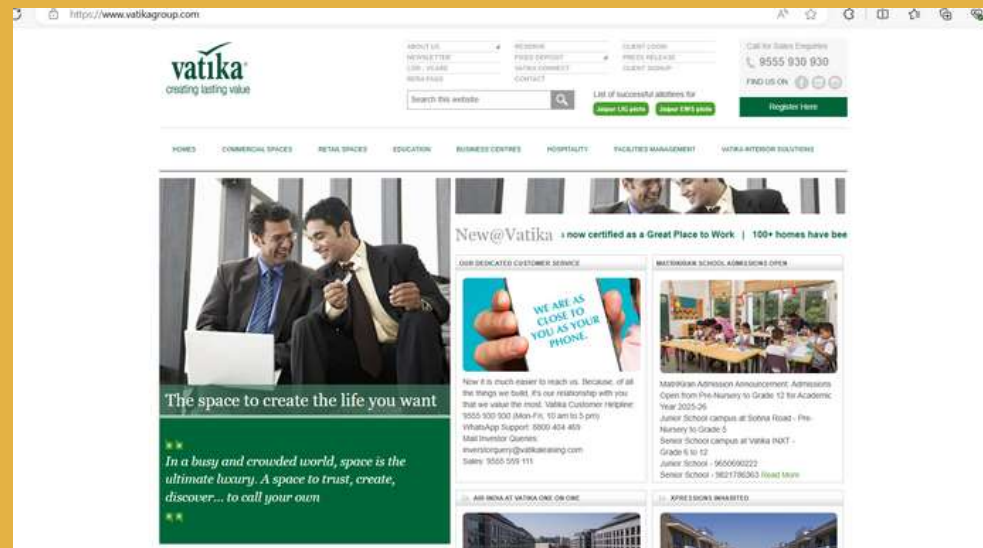 https://www.vatikagroup.com
vatika
creating lasting value
ABOUT US
NEWSLETTER
CSR - VCARE
RERA PAGE
RESERVE
FIXED DEPOSIT
VATIKA CONNECT
CONTACT
CLIENT LOGIN
PRESS RELEASE
CLIENT SIGNUP
Search this website
List of successful allottees for
Jaipur LIG plots
Jaipur EWS plots
Call for Sales Enquiries
9555 930 930
FIND US ON
Register Here
HOMES
COMMERCIAL SPACES
RETAIL SPACES
EDUCATION
BUSINESS CENTRES
HOSPITALITY
FACILITIES MANAGEMENT
VATIKA INTERIOR SOLUTIONS
The space to create the life you want
In a busy and crowded world, space is the
ultimate luxury. A space to trust, create,
discover... to call your own
New@Vatika
now certified as a Great Place to Work | 100+ homes have bee
OUR DEDICATED CUSTOMER SERVICE
WE ARE AS
CLOSE TO
YOU AS YOUR
PHONE.
Now it is much easier to reach us. Because, of all
the things we build, it's our relationship with you
that we value the most. Vatika Customer Helpline:
9555 930 930 (Mon-Fri, 10 am to 5 pm)
WhatsApp Support: 8800 404 469
Mail Investor Queries:
inverstorquery@vatikaleasing.com
Sales: 9555 559 111
MATRIKIRAN SCHOOL ADMISSIONS OPEN
MatriKiran Admission Announcement. Admissions
Open from Pre-Nursery to Grade 12 for Academic
Year 2025-26
Junior School campus at Sohna Road - Pre-
Nursery to Grade 5
Senior School campus at Vatika INXT -
Grade 6 to 12
Junior School - 9650690222
Senior School - 9821786363 Read More
AIR INDIA AT VATIKA ONE ON ONE
XPRESSIONS INHABITED